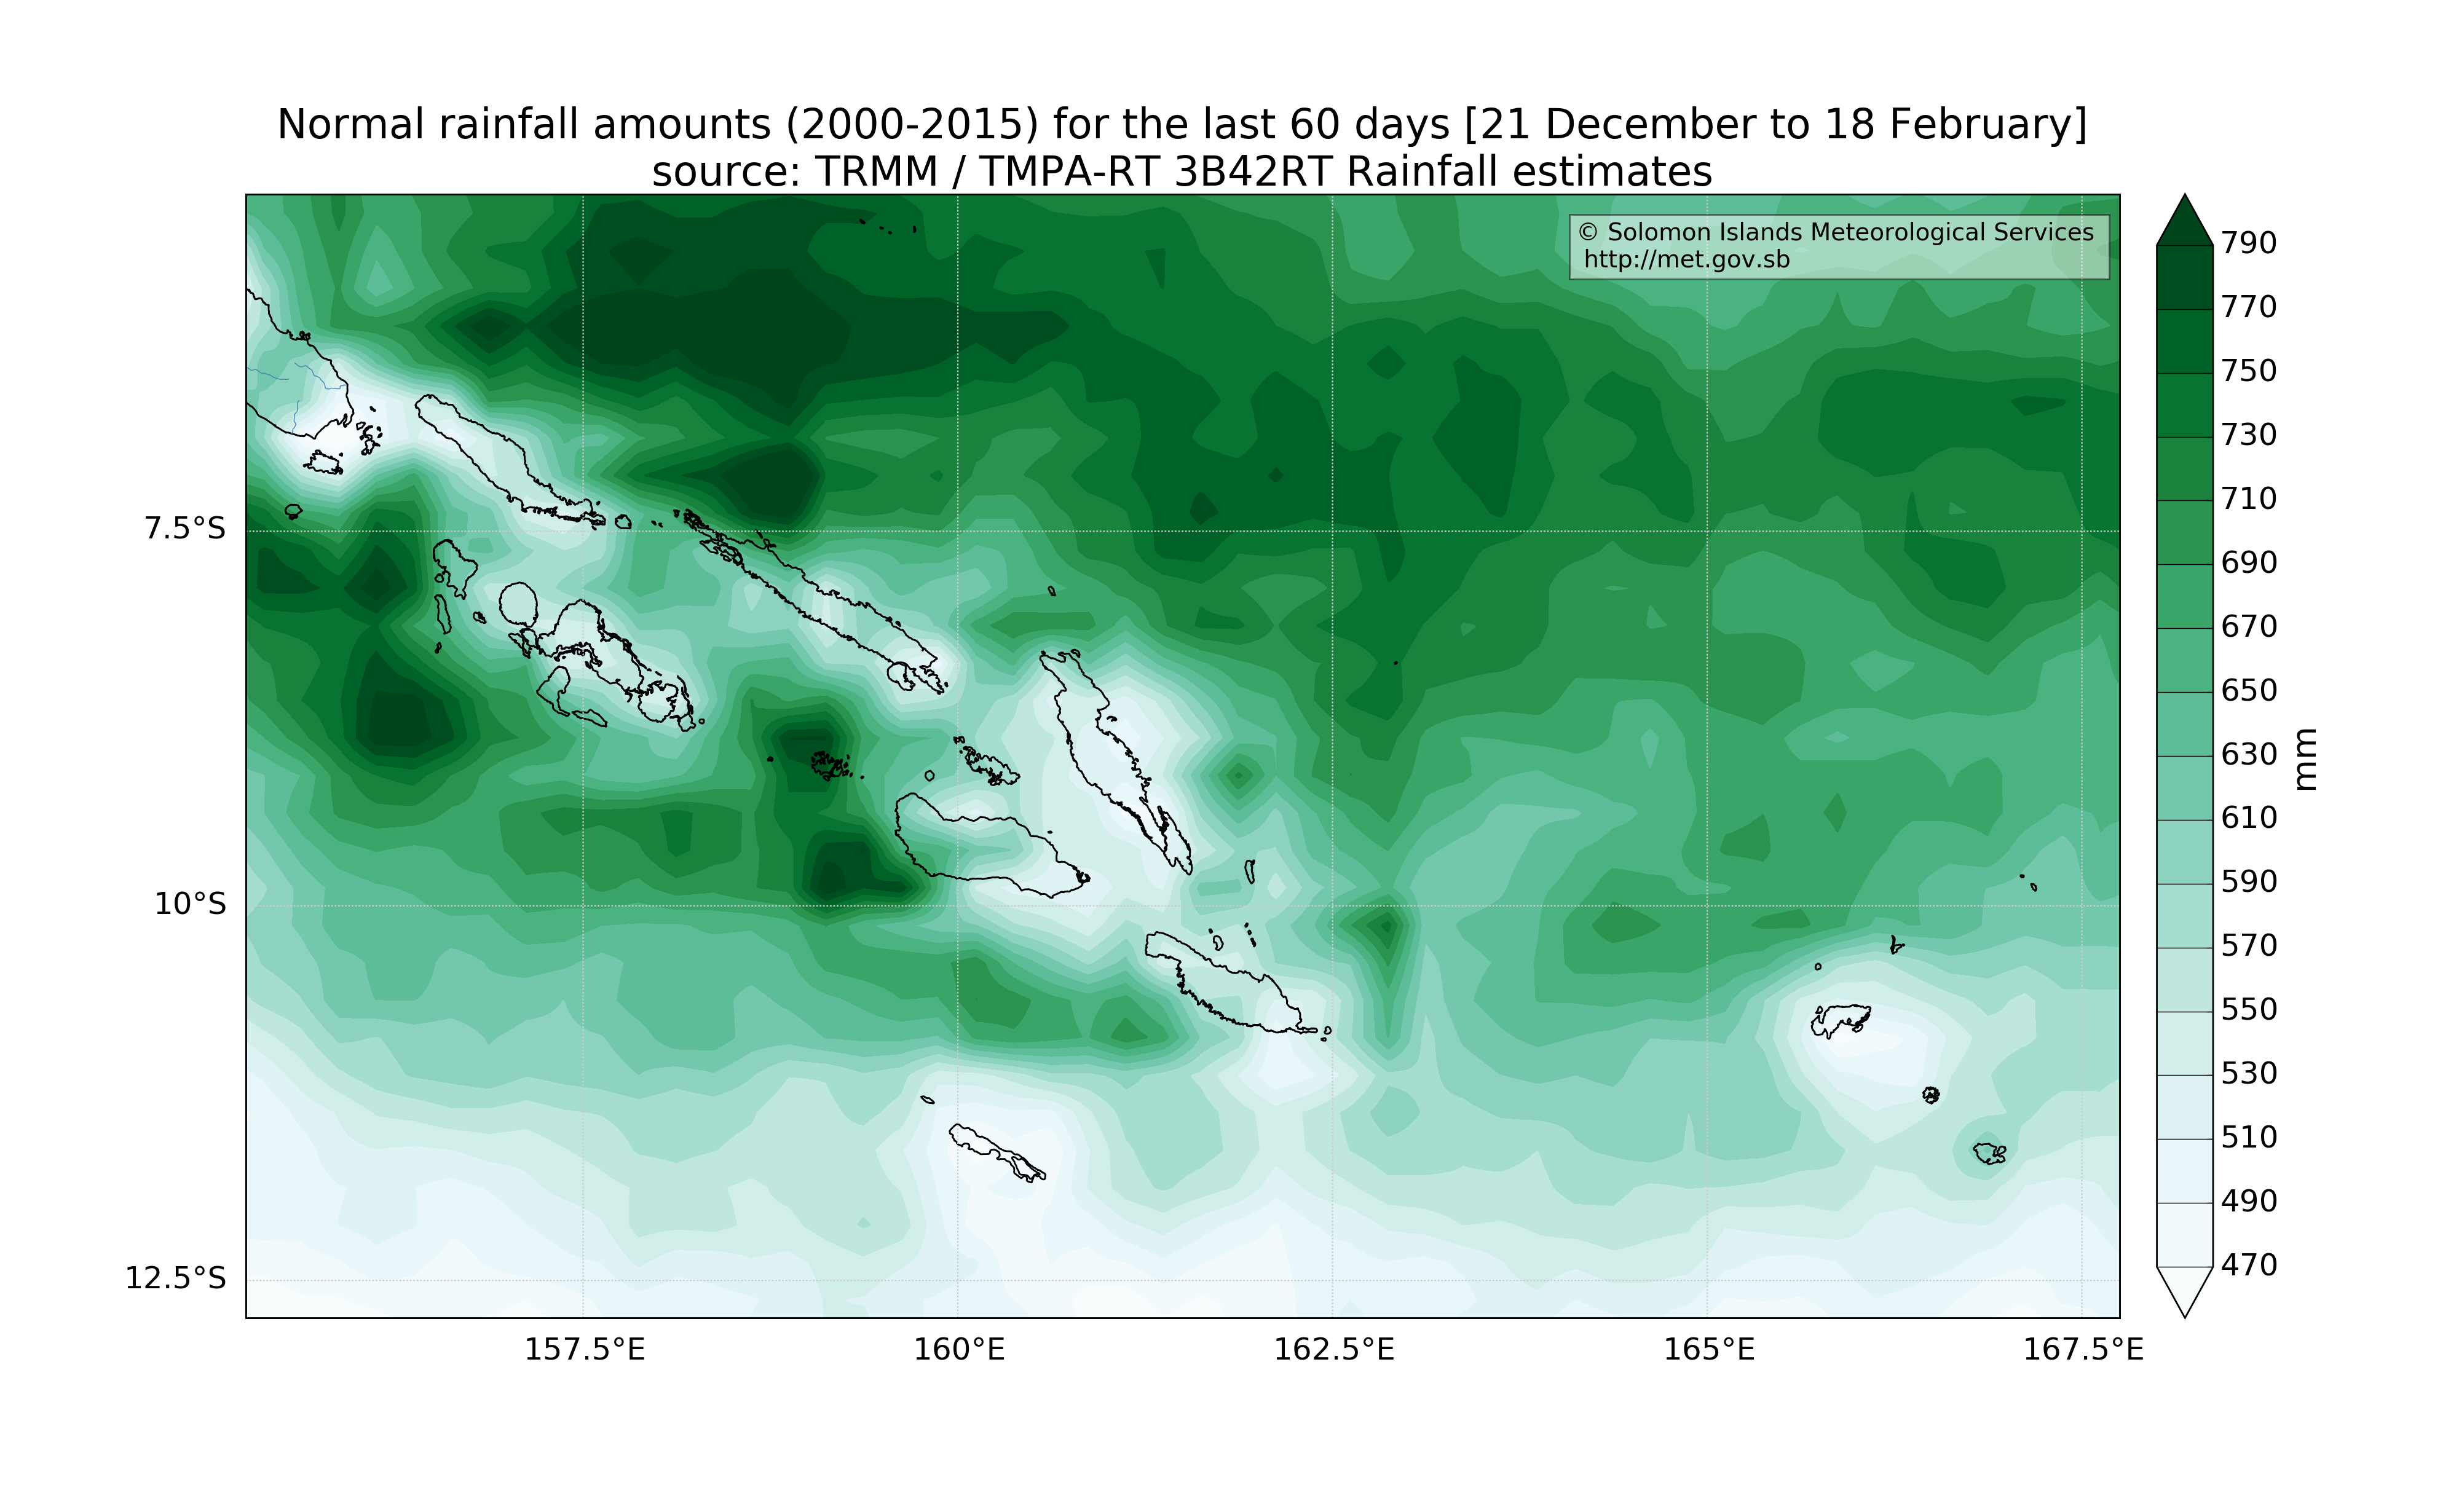 Normal rainfall amounts (2000-2015) for the last 60 days [21 December to 18 February]
source: TRMM / TMPA-RT 3B42RT Rainfall estimates
© Solomon Islands Meteorological Services
http://met.gov.sb
7.5°S
10°S
12.5°S
157.5°E
160°E
162.5°E
165°E
167.5°E
790
770
750
730
710
690
670
650
630
610
590
570
550
530
510
490
470
mm